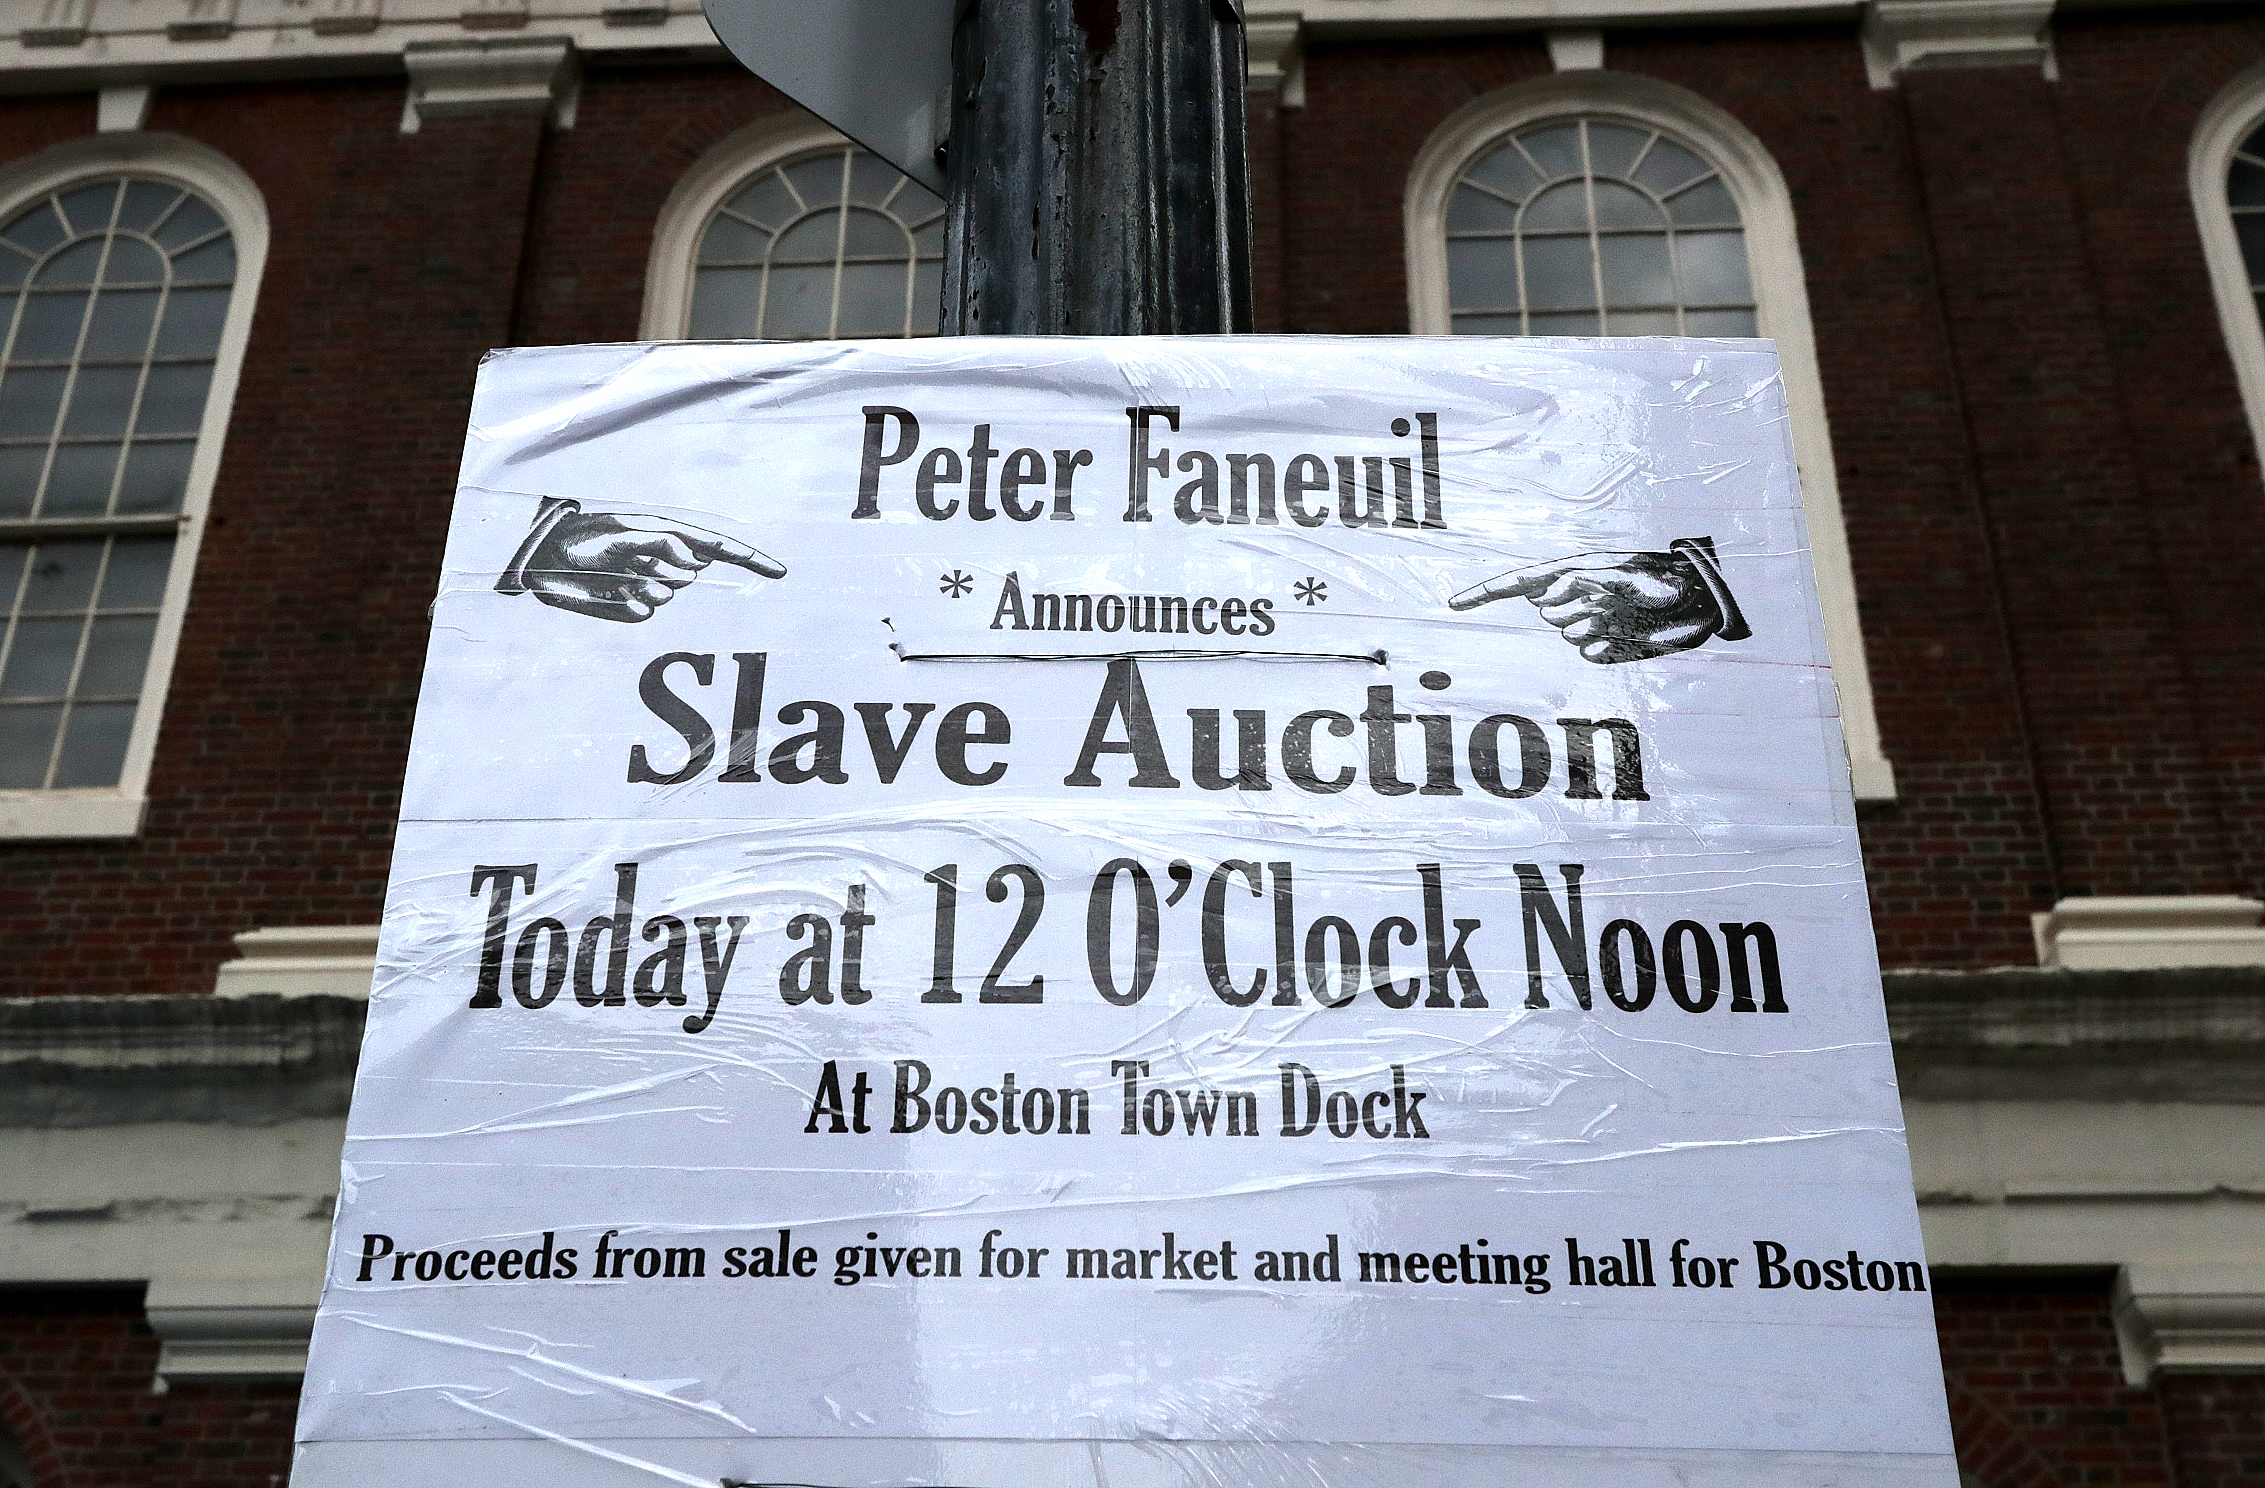 Peter Faneuil
* Announces *
Slave Auction
Today at 12 O'Clock Noon
At Boston Town Dock
Proceeds from sale given for market and meeting hall for Boston